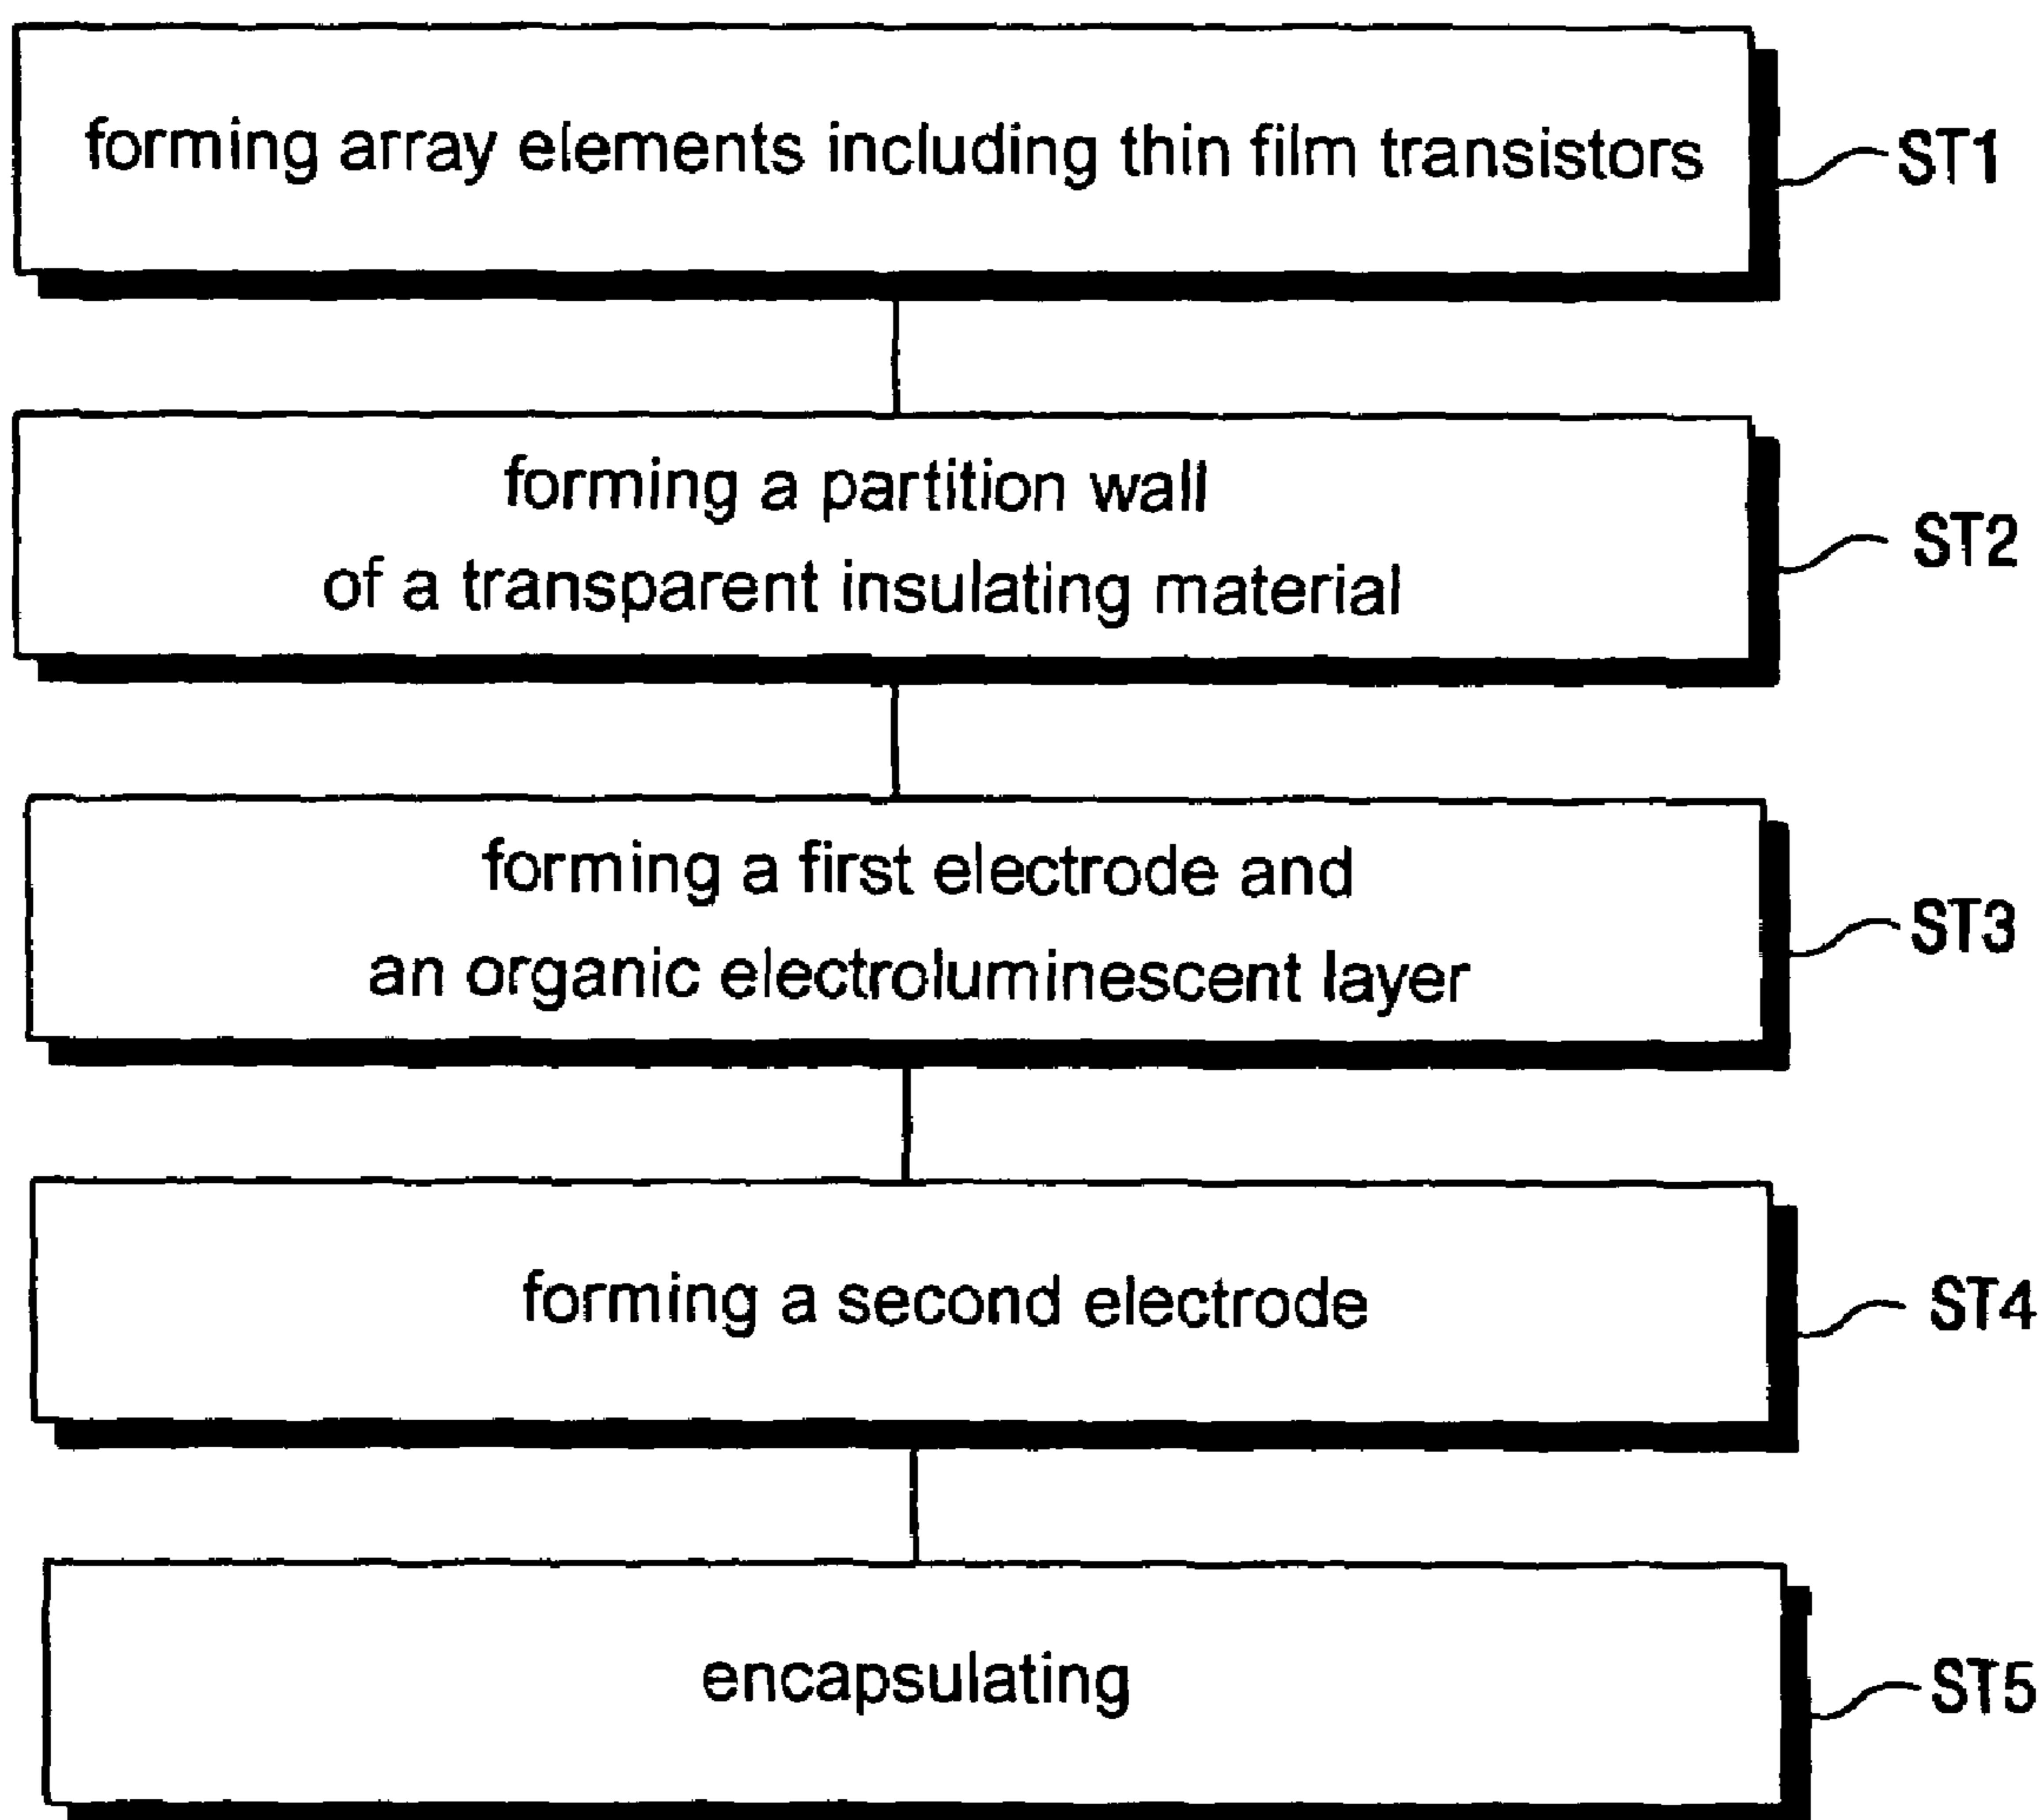 forming array elements including thin film transistors
ST1
forming a partition wall
of a transparent insulating material
ST2
forming a first electrode and
an organic electroluminescent layer
ST3
forming a second electrode
ST4
encapsulating
ST5